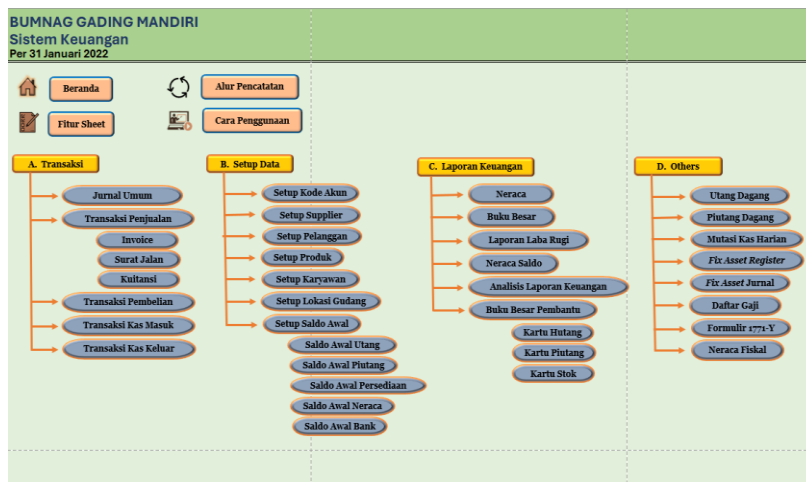 BUMNAG GADING MANDIRI
Sistem Keuangan
Per 31 Januari 2022
Beranda
Alur Pencatatan
Fitur Sheet
Cara Penggunaan
A. Transaksi
Jurnal Umum
Transaksi Penjualan
Invoice
Surat Jalan
Kuitansi
Transaksi Pembelian
Transaksi Kas Masuk
Transaksi Kas Keluar
B. Setup Data
Setup Kode Akun
Setup Supplier
Setup Pelanggan
Setup Produk
Setup Karyawan
Setup Lokasi Gudang
Setup Saldo Awal
Saldo Awal Utang
Saldo Awal Piutang
Saldo Awal Persediaan
Saldo Awal Neraca
Saldo Awal Bank
C. Laporan Keuangan
Neraca
Buku Besar
Laporan Laba Rugi
Neraca Saldo
Analisis Laporan Keuangan
Buku Besar Pembantu
Kartu Hutang
Kartu Piutang
Kartu Stok
D. Others
Utang Dagang
Piutang Dagang
Mutasi Kas Harian
Fix Asset Register
Fix Asset Jurnal
Daftar Gaji
Formulir 1771-Y
Neraca Fiskal